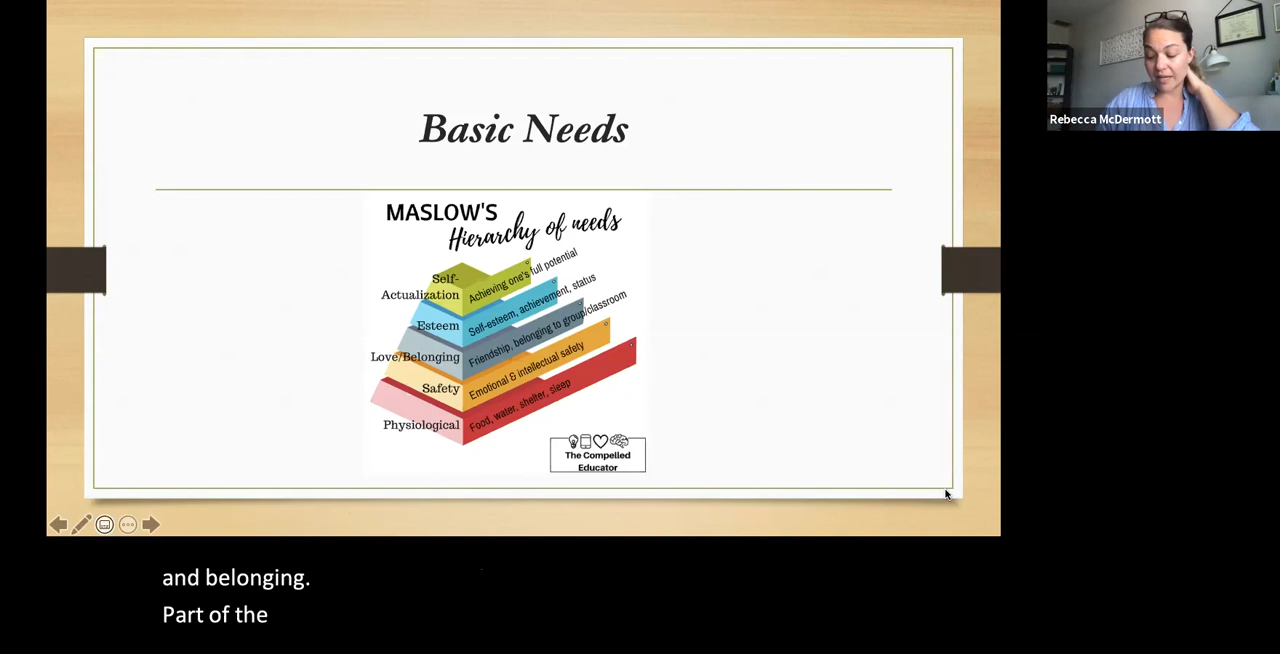 Basic Needs
MASLOW'S
Hierarchy of needs
Self-
Actualization
Achieving one's full potential
Esteem
Self-esteem, achievement, status
Love/Belonging
Friendship, belonging to group/classroom
Safety
Emotional & intellectual safety
Physiological
Food, water, shelter, sleep
The Compelled
Educator
Rebecca McDermott
and belonging.
Part of the